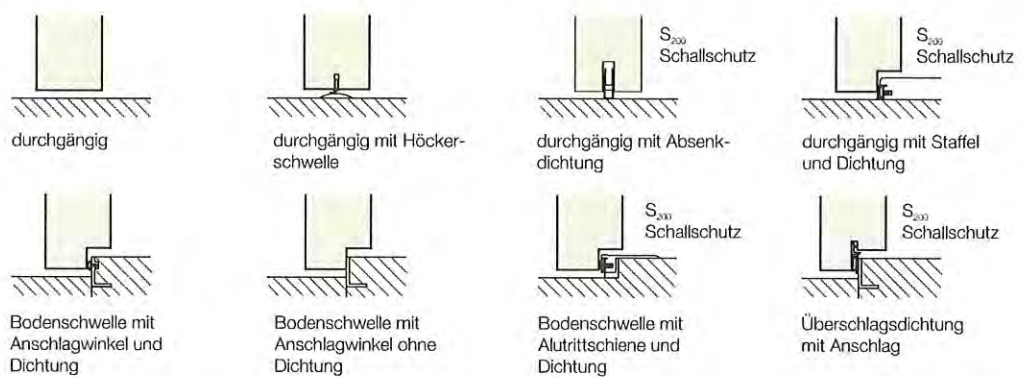 durchgängig
durchgängig mit Höcker-
schwelle
S₂₀₀
Schallschutz
durchgängig mit Absenk-
dichtung
S₂₀₀
Schallschutz
durchgängig mit Staffel
und Dichtung
Bodenschwelle mit
Anschlagwinkel und
Dichtung
Bodenschwelle mit
Anschlagwinkel ohne
Dichtung
S₂₀₀
Schallschutz
Bodenschwelle mit
Alutrittschiene und
Dichtung
S₂₀₀
Schallschutz
Überschlagsdichtung
mit Anschlag